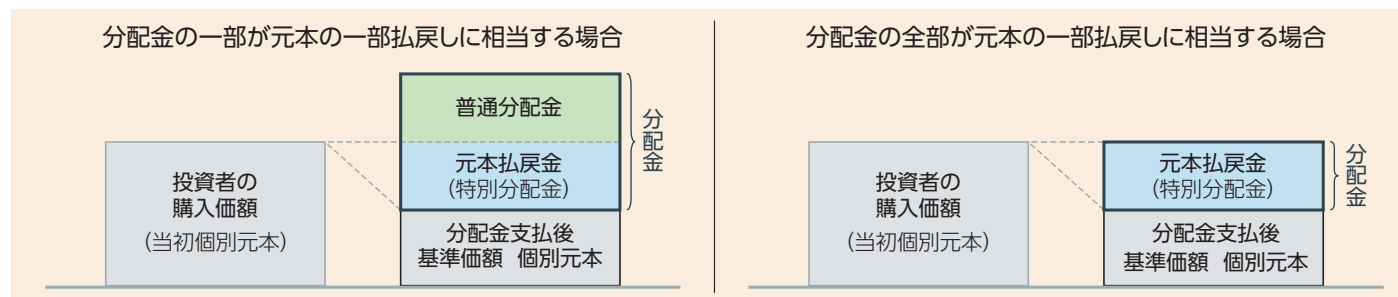 分配金の一部が元本の一部払戻しに相当する場合
普通分配金
元本払戻金
(特別分配金)
分配金
投資者の
購入価額
(当初個別元本)
分配金支払後
基準価額 個別元本
分配金の全部が元本の一部払戻しに相当する場合
元本払戻金
(特別分配金)
分配金
投資者の
購入価額
(当初個別元本)
分配金支払後
基準価額 個別元本